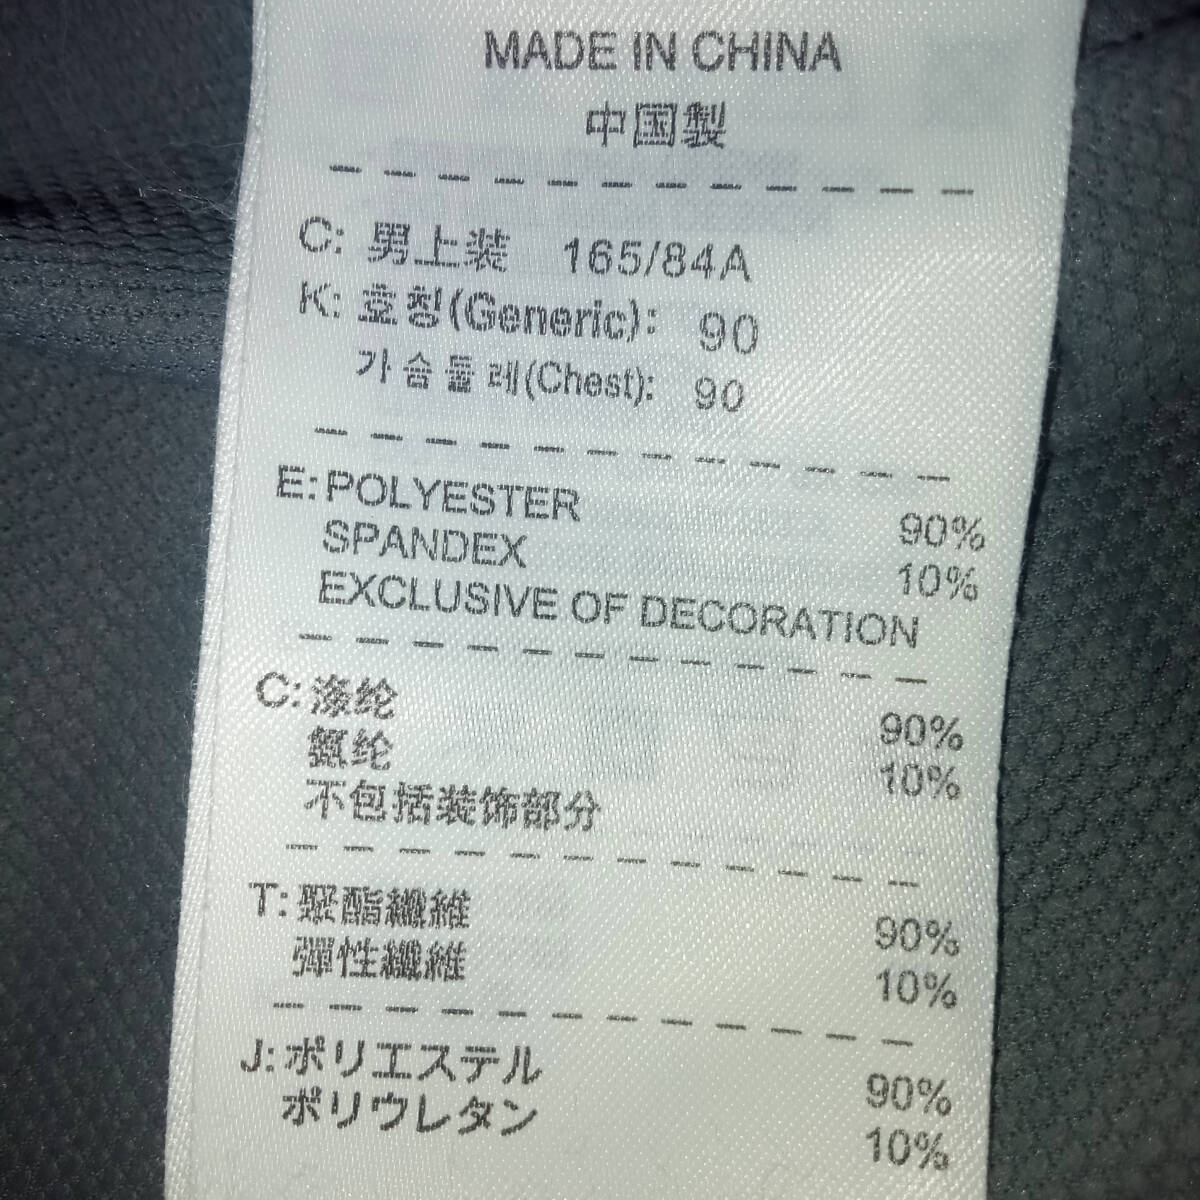 MADE IN CHINA
中国製
C: 男上装 165/84A
K: 호칭(Generic): 90
가슴둘레(Chest): 90
E: POLYESTER 90%
SPANDEX 10%
EXCLUSIVE OF DECORATION
C: 涤纶 90%
氨纶 10%
不包括装饰部分
T: 聚酯纖維 90%
彈性纖維 10%
J: ポリエステル 90%
ポリウレタン 10%